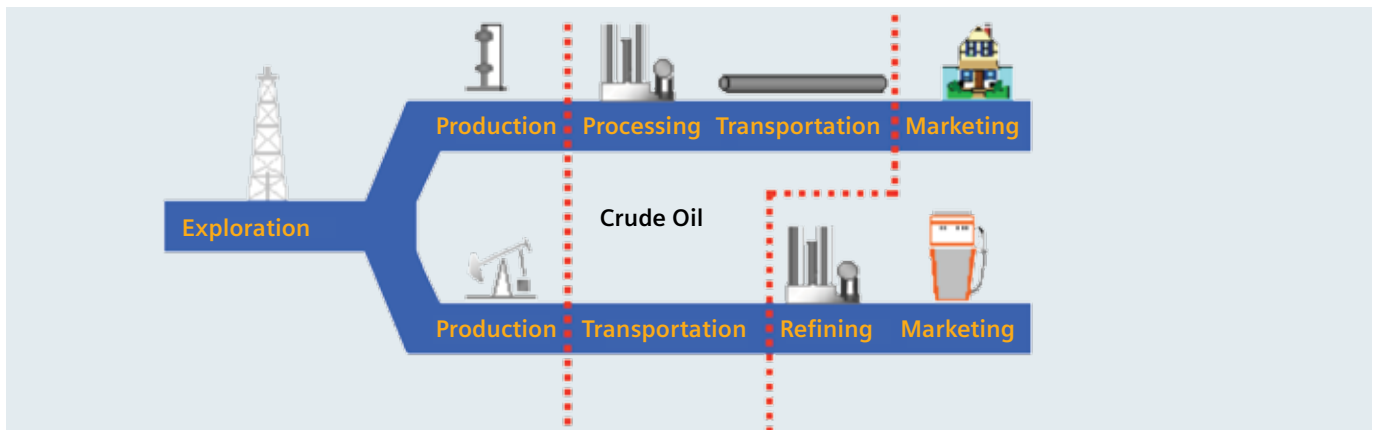 Production Processing Transportation Marketing
Crude Oil
Exploration
Production Transportation Refining Marketing